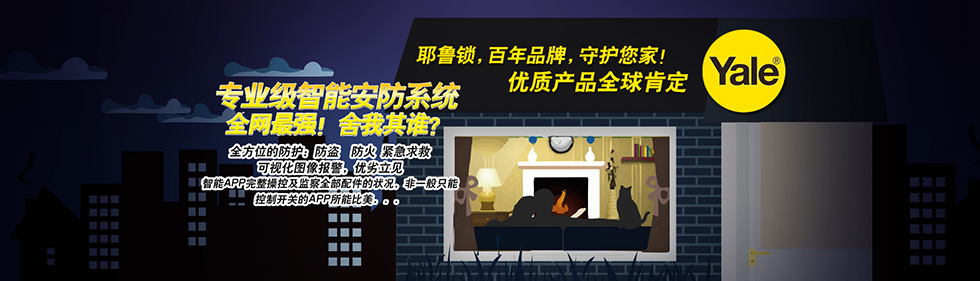 耶鲁锁，百年品牌，守护您家！
优质产品全球肯定
Yale®
专业级智能安防系统
全网最强！舍我其谁？
全方位的防护：防盗 防火 紧急求救
可视化图像报警，优劣立见
智能APP完整操控及监察全部配件的状况，非一般只能
控制开关的APP所能比美．．．